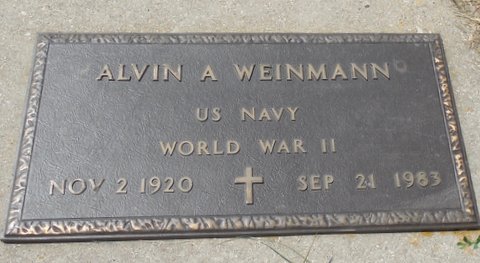 ALVIN A WEINMANN
US NAVY
WORLD WAR II
NOV 2 1920 SEP 21 1983